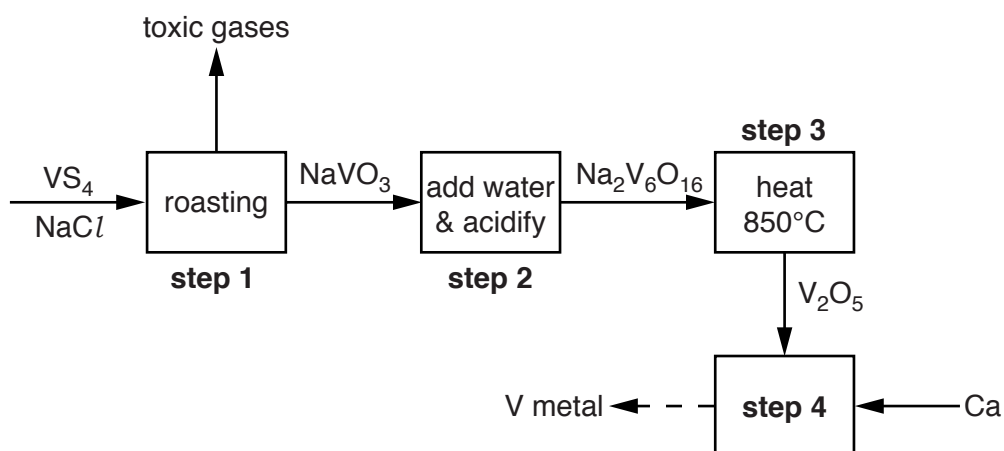 toxic gases
step 3
VS₄
NaCl
roasting
NaVO₃
add water
& acidify
Na₂V₆O₁₆
heat
850°C
step 1
step 2
V₂O₅
V metal
step 4
Ca